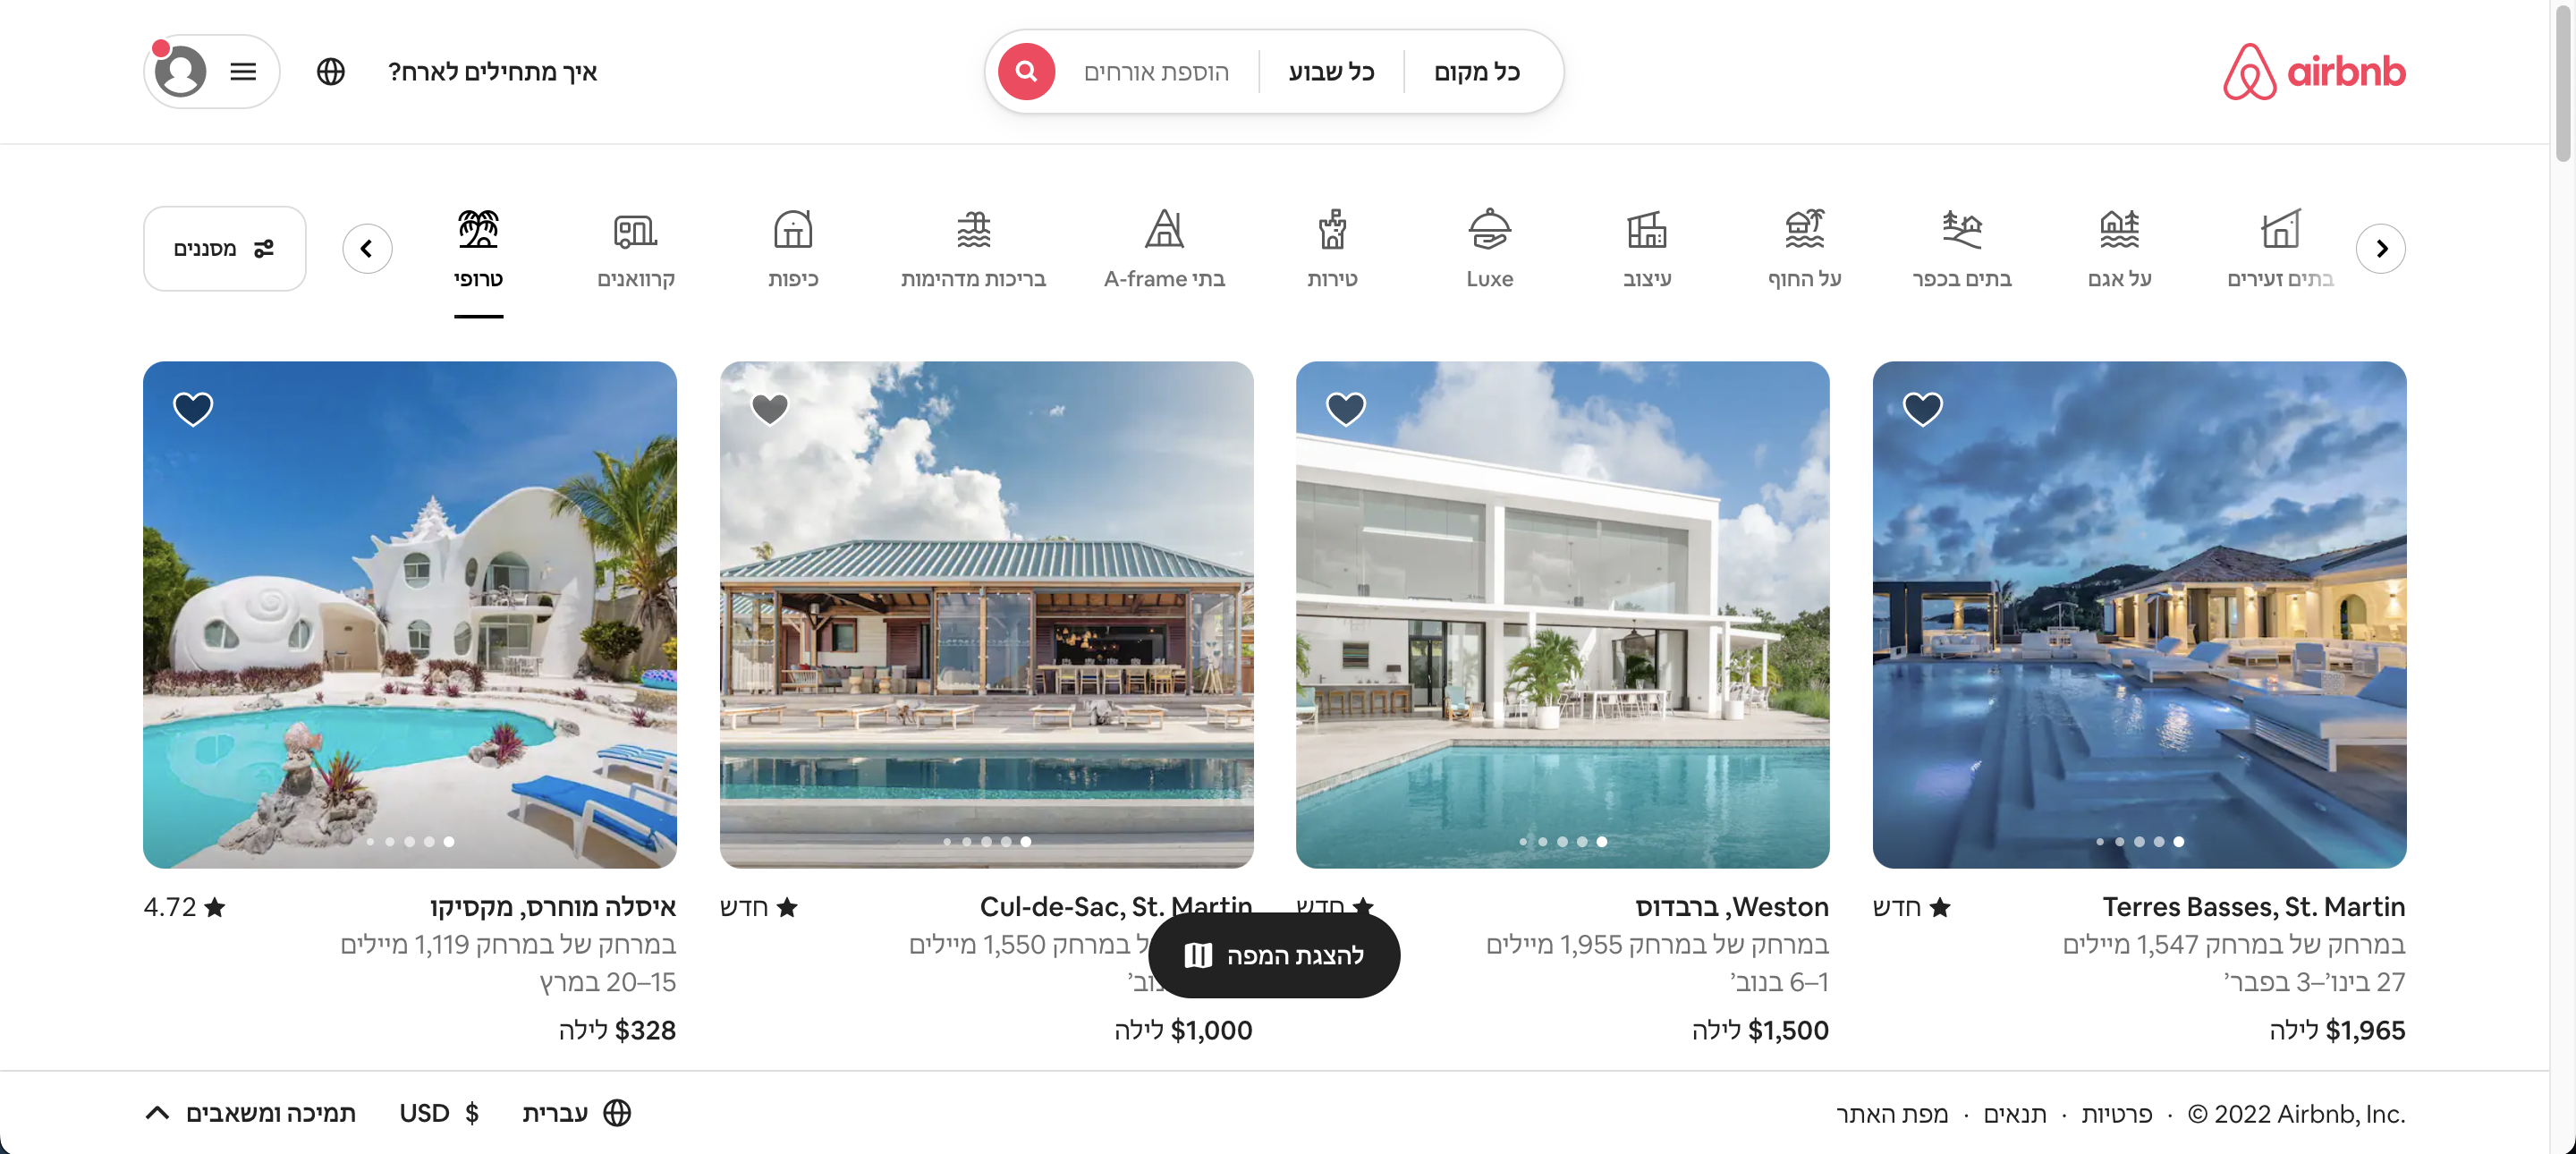 airbnb
כל מקום
כל שבוע
הוספת אורחים
איך מתחילים לארח?
בתים זעירים
על אגם
בתים בכפר
על החוף
עיצוב
Luxe
טירות
בתי A-frame
בריכות מדהימות
כיפות
קרוואנים
טרופי
מסננים
Terres Basses, St. Martin
חדש
במרחק של במרחק 1,547 מיילים
27 בינו׳–3 בפבר׳
$1,965 לילה
Weston, ברבדוס
חדש
במרחק של במרחק 1,955 מיילים
1–6 בנוב׳
$1,500 לילה
Cul-de-Sac, St. Martin
חדש
במרחק 1,550 מיילים
$1,000 לילה
איסלה מוחרס, מקסיקו
4.72
במרחק של במרחק 1,119 מיילים
15–20 במרץ
$328 לילה
להצגת המפה
© 2022 Airbnb, Inc. · פרטיות · תנאים · מפת האתר
עברית
$ USD
תמיכה ומשאבים